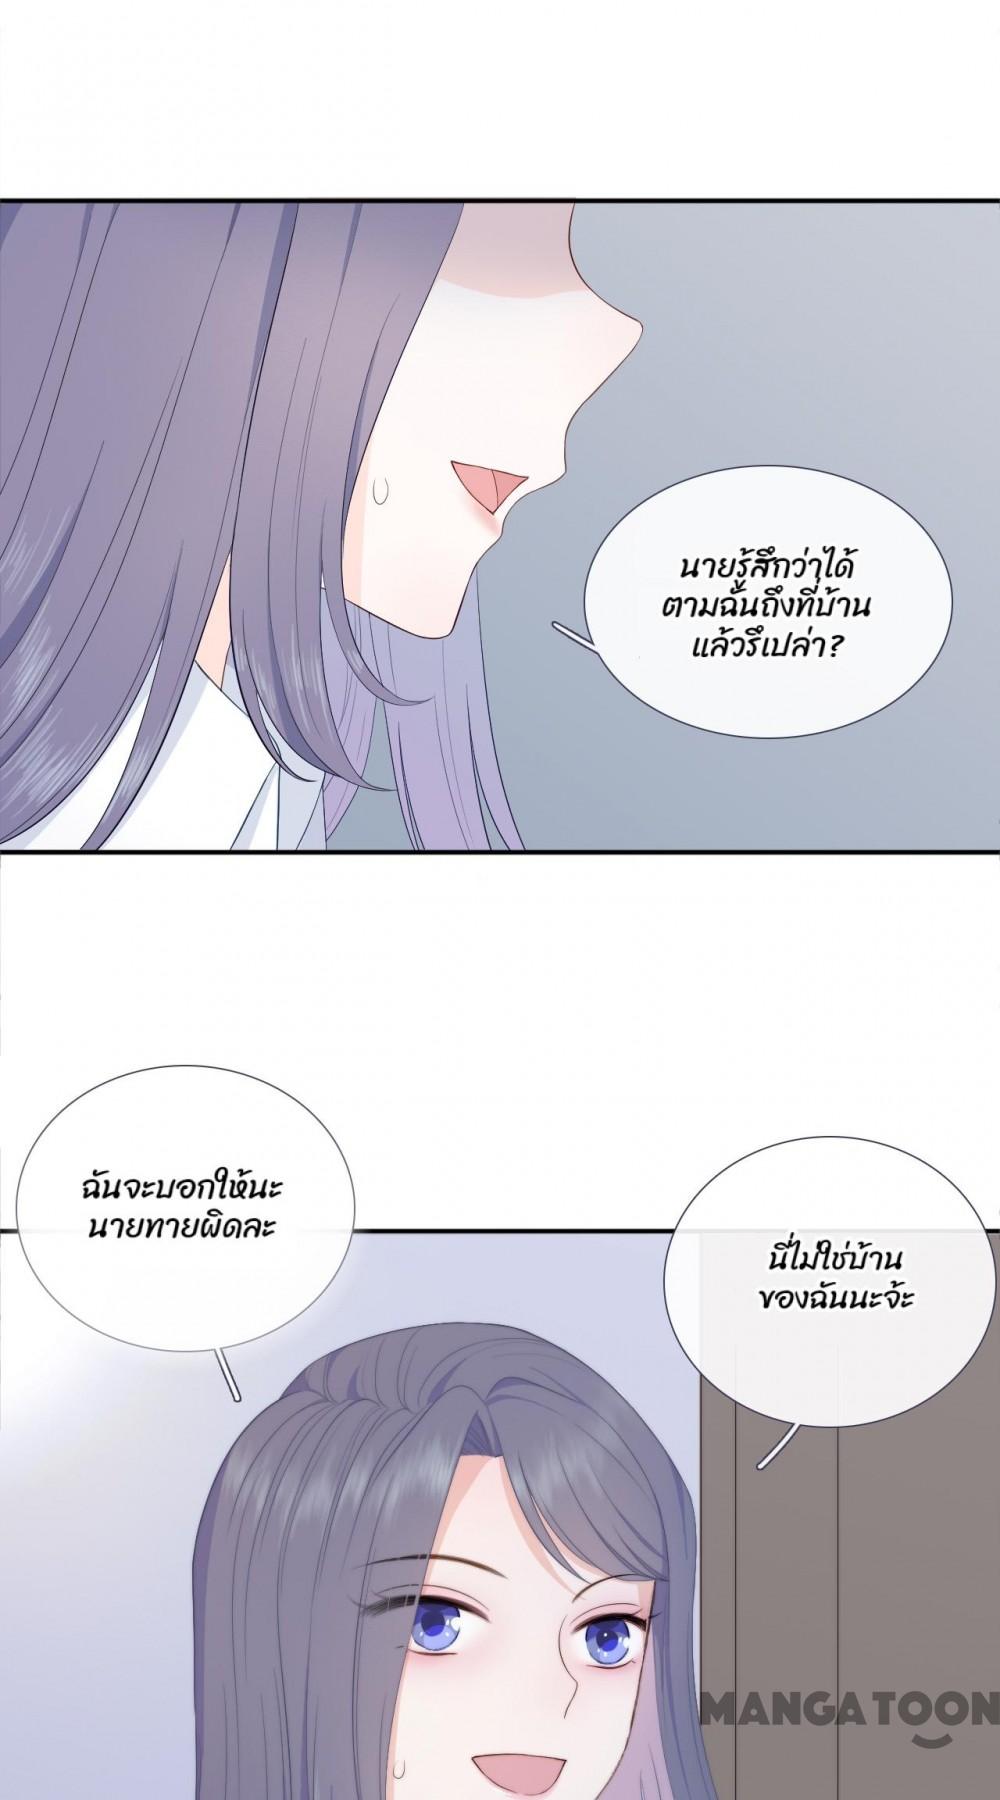 นายรู้สึกว่าได้
ตามฉันถึงที่บ้าน
แล้วรึเปล่า?
ฉันจะบอกให้นะ
นายทายผิดละ
นี่ไม่ใช่บ้าน
ของฉันนะจ้ะ
MANGATOON